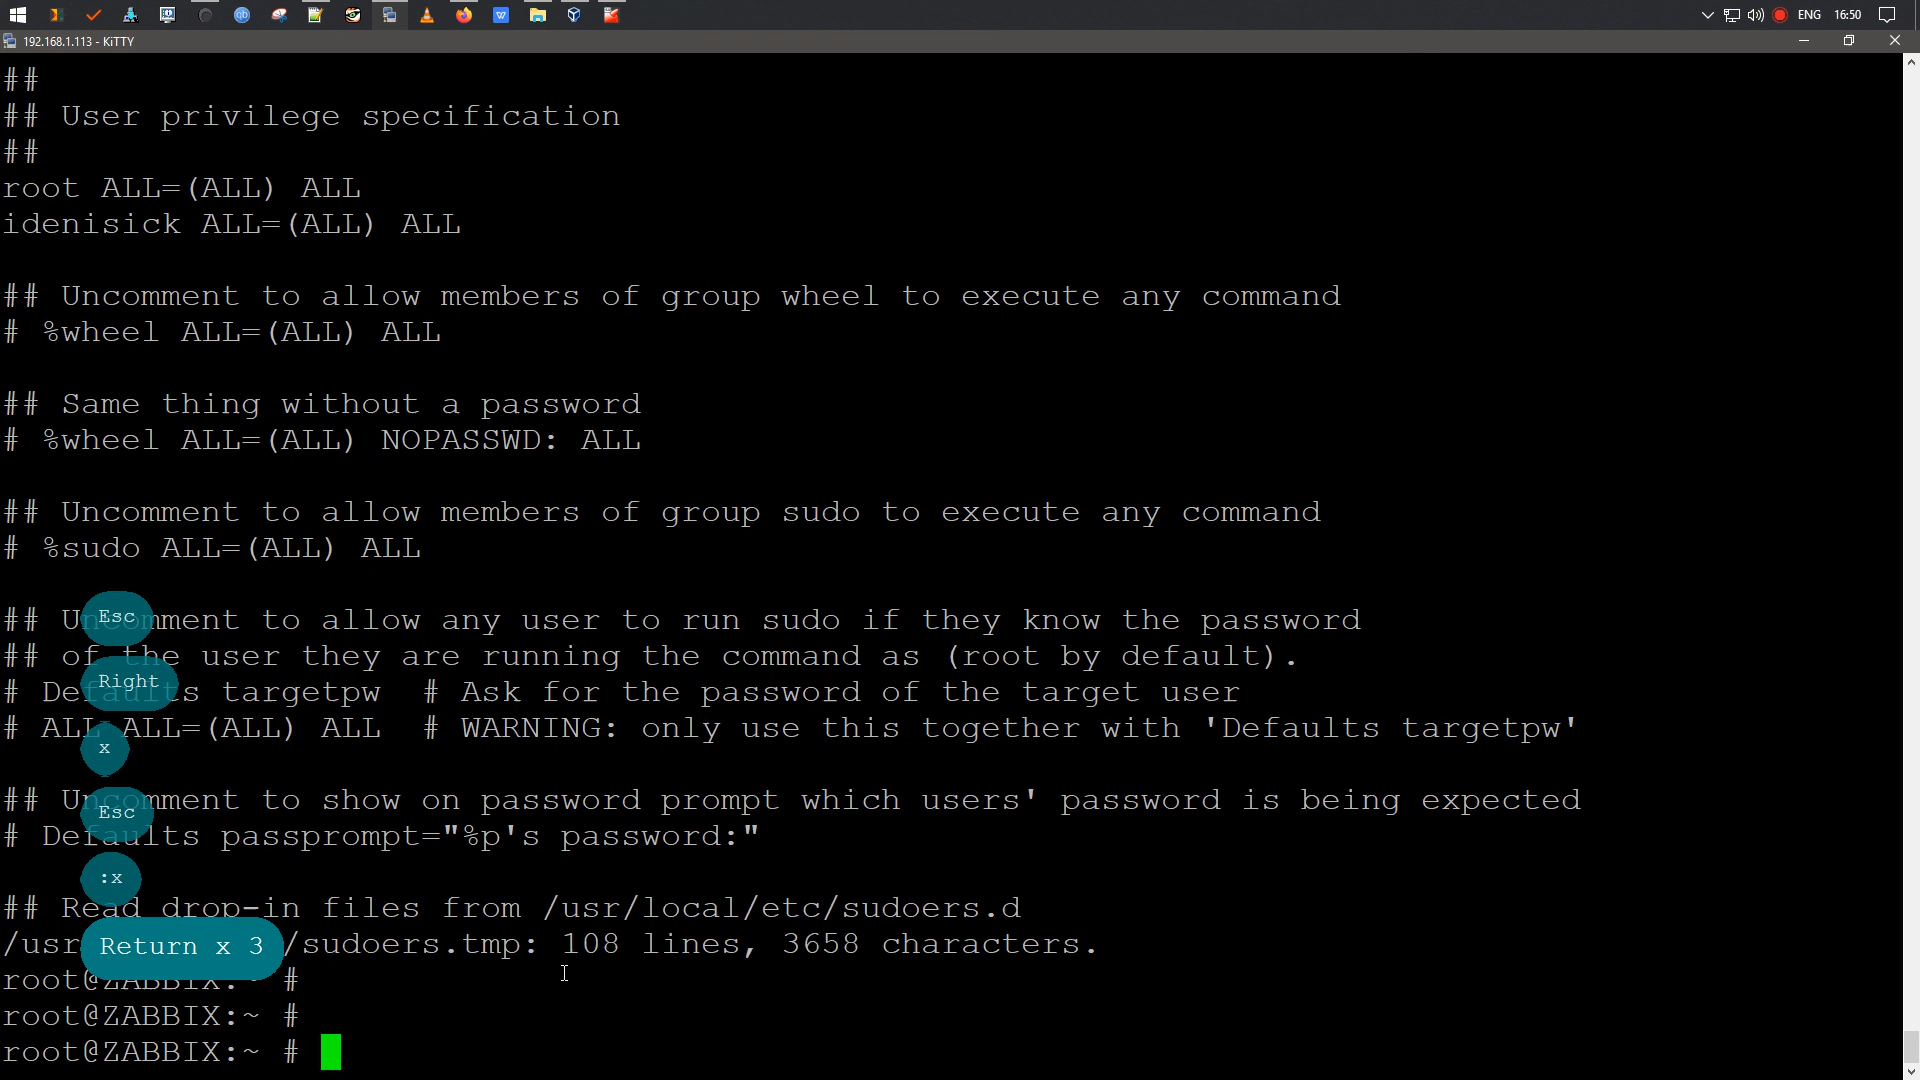 ENG 16:50
192.168.1.113 - KiTTY
##
## User privilege specification
##
root ALL=(ALL) ALL
idenisick ALL=(ALL) ALL
## Uncomment to allow members of group wheel to execute any command
# %wheel ALL=(ALL) ALL
## Same thing without a password
# %wheel ALL=(ALL) NOPASSWD: ALL
## Uncomment to allow members of group sudo to execute any command
# %sudo ALL=(ALL) ALL
## Uncomment to allow any user to run sudo if they know the password
Esc
## of the user they are running the command as (root by default).
# Defaults targetpw # Ask for the password of the target user
Right
# ALL ALL=(ALL) ALL # WARNING: only use this together with 'Defaults targetpw'
x
## Uncomment to show on password prompt which users' password is being expected
Esc
# Defaults passprompt="%p's password:"
:x
## Read drop-in files from /usr/local/etc/sudoers.d
/usr /sudoers.tmp: 108 lines, 3658 characters.
Return x 3
root@ZABBIX:~ #
root@ZABBIX:~ #
root@ZABBIX:~ #